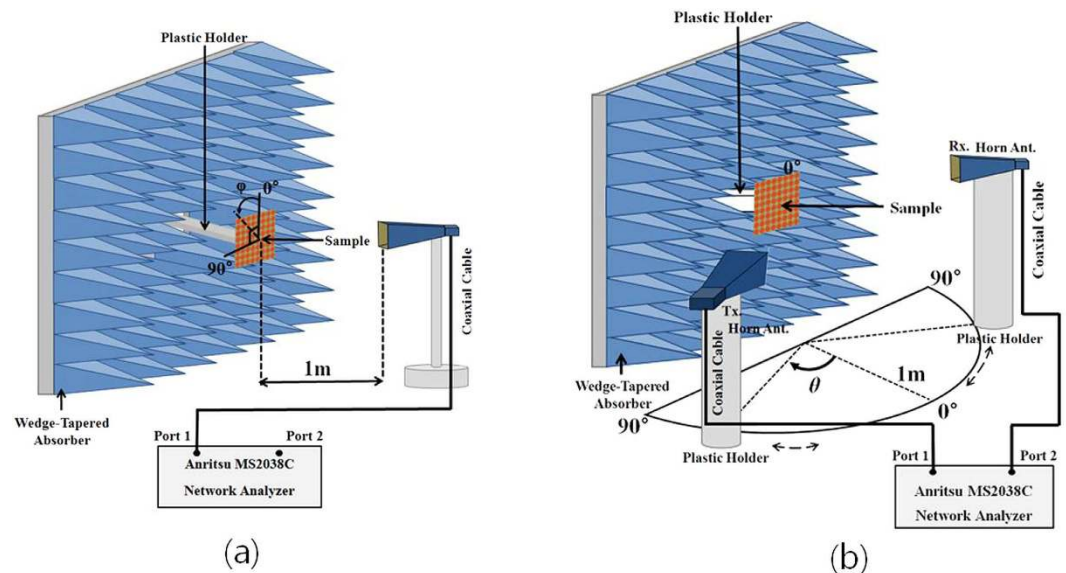 Plastic Holder
φ
0°
Sample
90°
Coaxial Cable
1m
Wedge-Tapered
Absorber
Port 1
Port 2
Anritsu MS2038C
Network Analyzer
(a)
Plastic Holder
Rx. Horn Ant.
0°
Sample
Coaxial Cable
90°
Tx.
Horn Ant.
Plastic Holder
Coaxial Cable
1m
θ
0°
Wedge-Tapered
Absorber
90°
Plastic Holder
Port 1
Port 2
Anritsu MS2038C
Network Analyzer
(b)